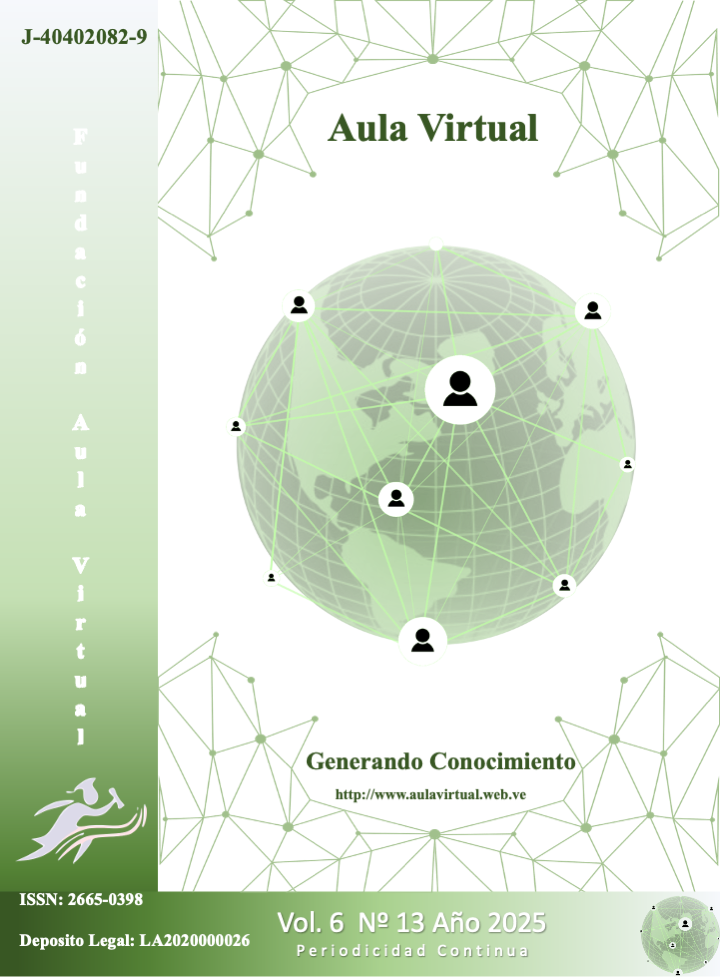 J-40402082-9
Fundación Aula Virtual
Aula Virtual
Generando Conocimiento
http://www.aulavirtual.web.ve
ISSN: 2665-0398
Deposito Legal: LA2020000026
Vol. 6 Nº 13 Año 2025
Periodicidad Continua